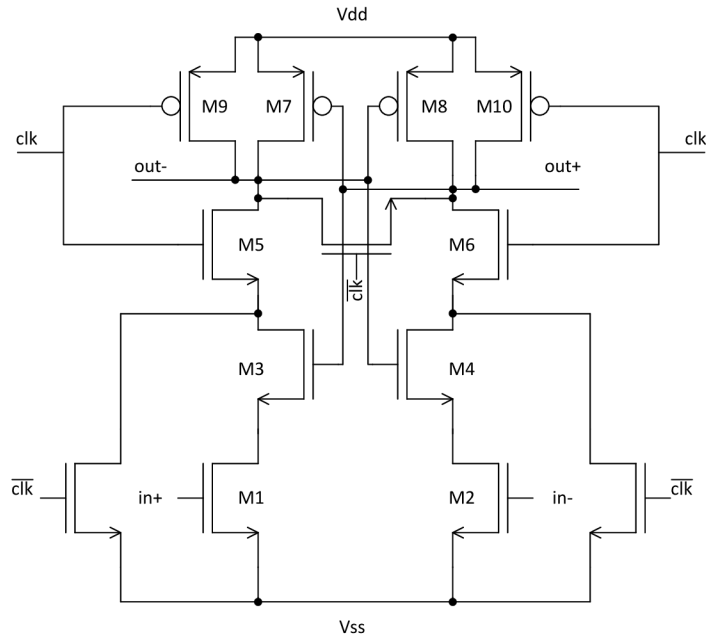 Vdd
M9 M7 M8 M10
clk clk
out- out+
M5 M6
clk
M3 M4
clk in+ M1 M2 in- clk
Vss